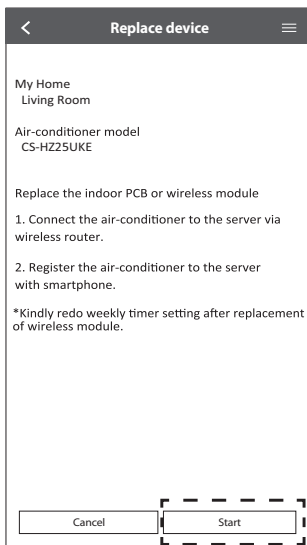 Replace device
My Home
Living Room
Air-conditioner model
CS-HZ25UKE
Replace the indoor PCB or wireless module
1. Connect the air-conditioner to the server via
wireless router.
2. Register the air-conditioner to the server
with smartphone.
*Kindly redo weekly timer setting after replacement
of wireless module.
Cancel Start